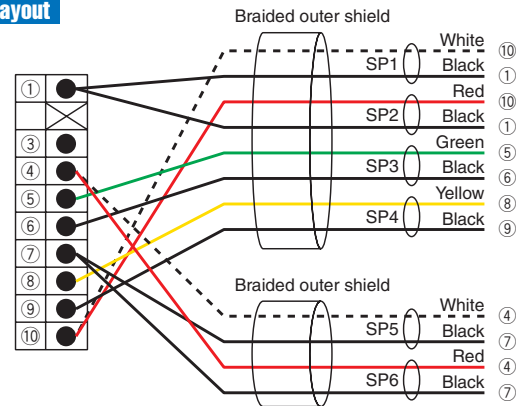 ayout
Braided outer shield
White ⑩
SP1 Black ①
Red ⑩
SP2 Black ①
Green ⑤
SP3 Black ⑥
Yellow ⑧
SP4 Black ⑨
①
③
④
⑤
⑥
⑦
⑧
⑨
⑩
Braided outer shield
White ④
SP5 Black ⑦
Red ④
SP6 Black ⑦